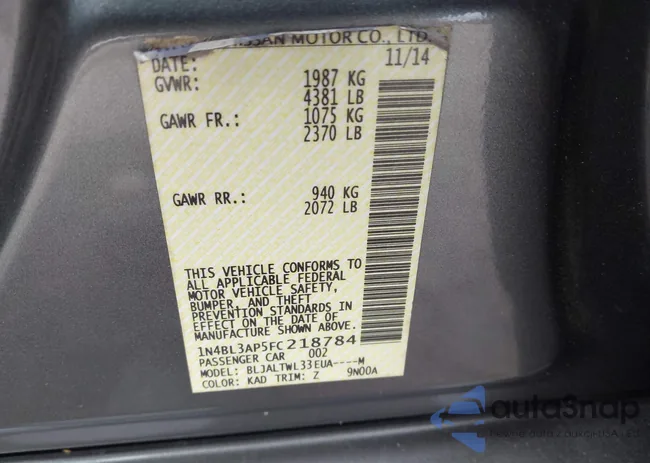 NISSAN MOTOR CO., LTD.
DATE: 11/14
GVWR: 1987 KG
4381 LB
GAWR FR.: 1075 KG
2370 LB
GAWR RR.: 940 KG
2072 LB
THIS VEHICLE CONFORMS TO
ALL APPLICABLE FEDERAL
MOTOR VEHICLE SAFETY,
BUMPER, AND THEFT
PREVENTION STANDARDS IN
EFFECT ON THE DATE OF
MANUFACTURE SHOWN ABOVE.
1N4BL3AP5FC218784
PASSENGER CAR 002
MODEL: BLJALTWL33EUA----M
COLOR: KAD TRIM: Z 9N00A
autoSnap